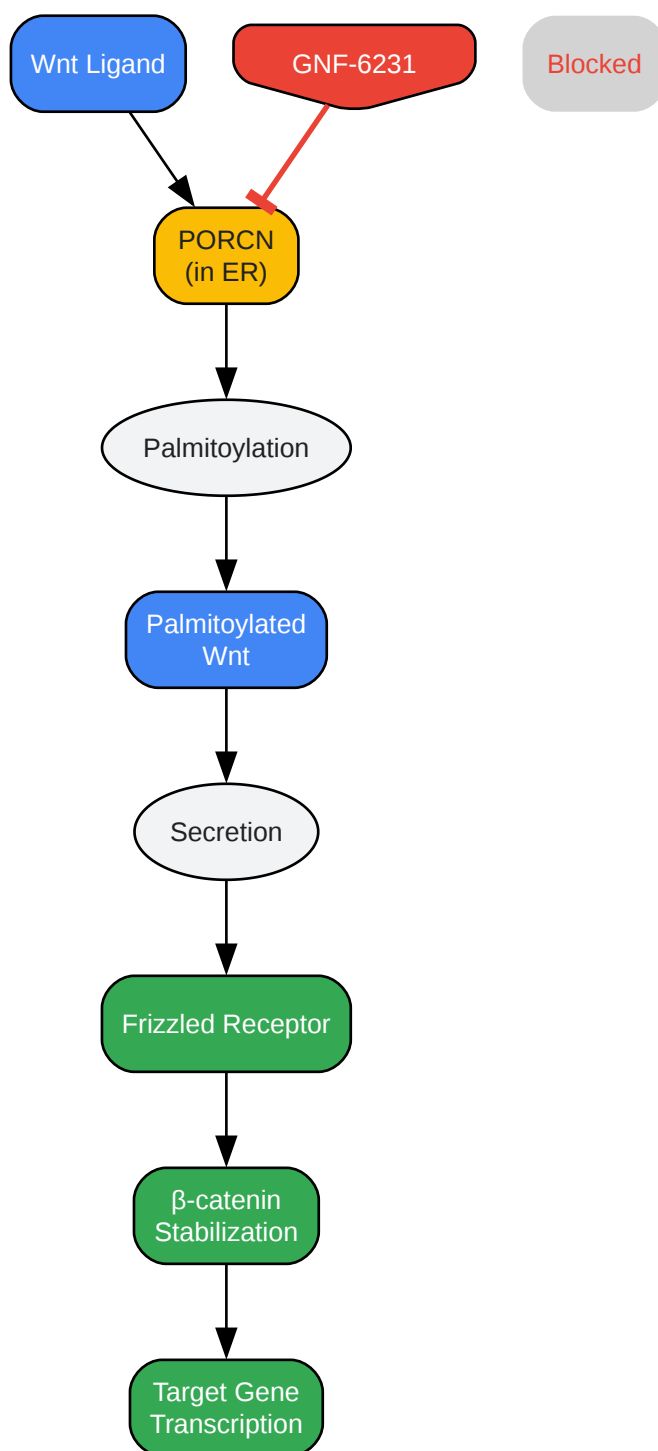 Wnt Ligand
GNF-6231
Blocked
PORCN
(in ER)
Palmitoylation
Palmitoylated
Wnt
Secretion
Frizzled Receptor
β-catenin
Stabilization
Target Gene
Transcription